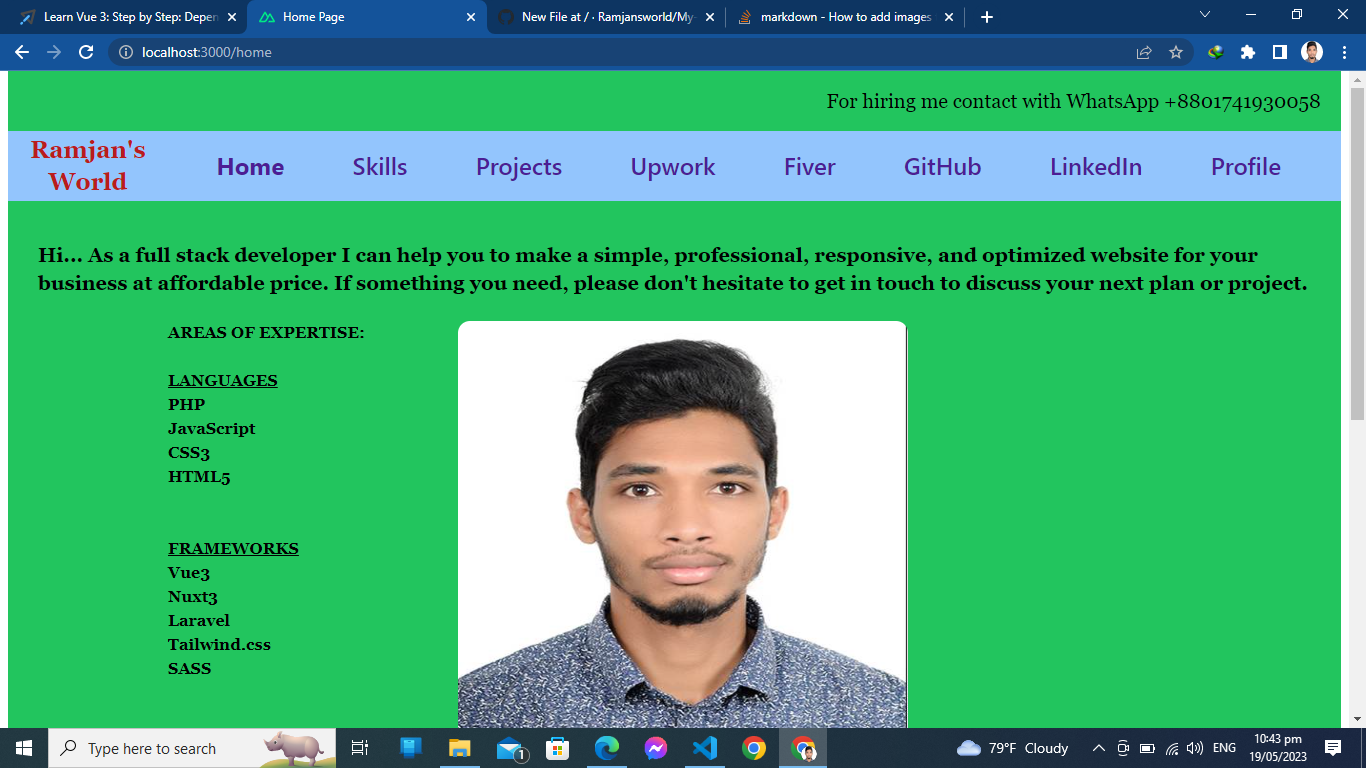 Learn Vue 3: Step by Step: Depen
Home Page
New File at / · Ramjansworld/My
markdown - How to add images
localhost:3000/home
For hiring me contact with WhatsApp +8801741930058
Ramjan's
World
Home Skills Projects Upwork Fiver GitHub LinkedIn Profile
Hi... As a full stack developer I can help you to make a simple, professional, responsive, and optimized website for your
business at affordable price. If something you need, please don't hesitate to get in touch to discuss your next plan or project.
AREAS OF EXPERTISE:
LANGUAGES
PHP
JavaScript
CSS3
HTML5
FRAMEWORKS
Vue3
Nuxt3
Laravel
Tailwind.css
SASS
Type here to search
1
79°F Cloudy
ENG
10:43 pm
19/05/2023